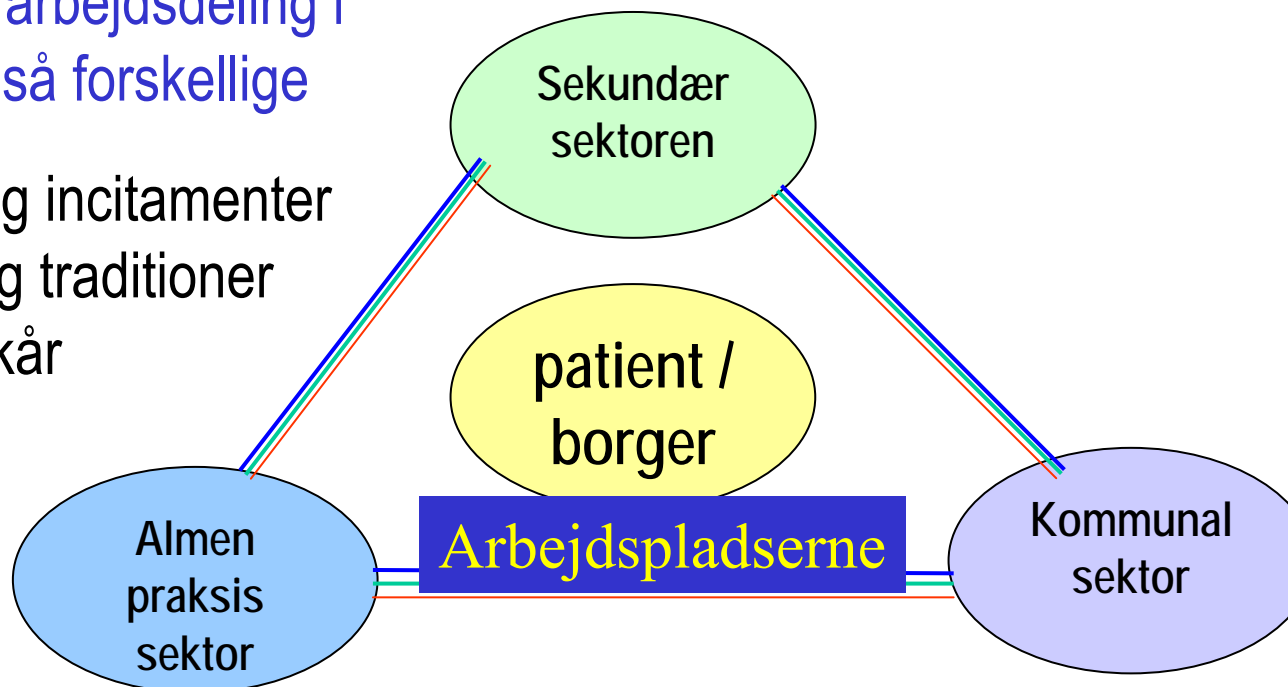 arbejdsdeling i
så forskellige
g incitamenter
g traditioner
kår
Sekundær
sektoren
patient /
borger
Arbejdspladserne
Almen
praksis
sektor
Kommunal
sektor